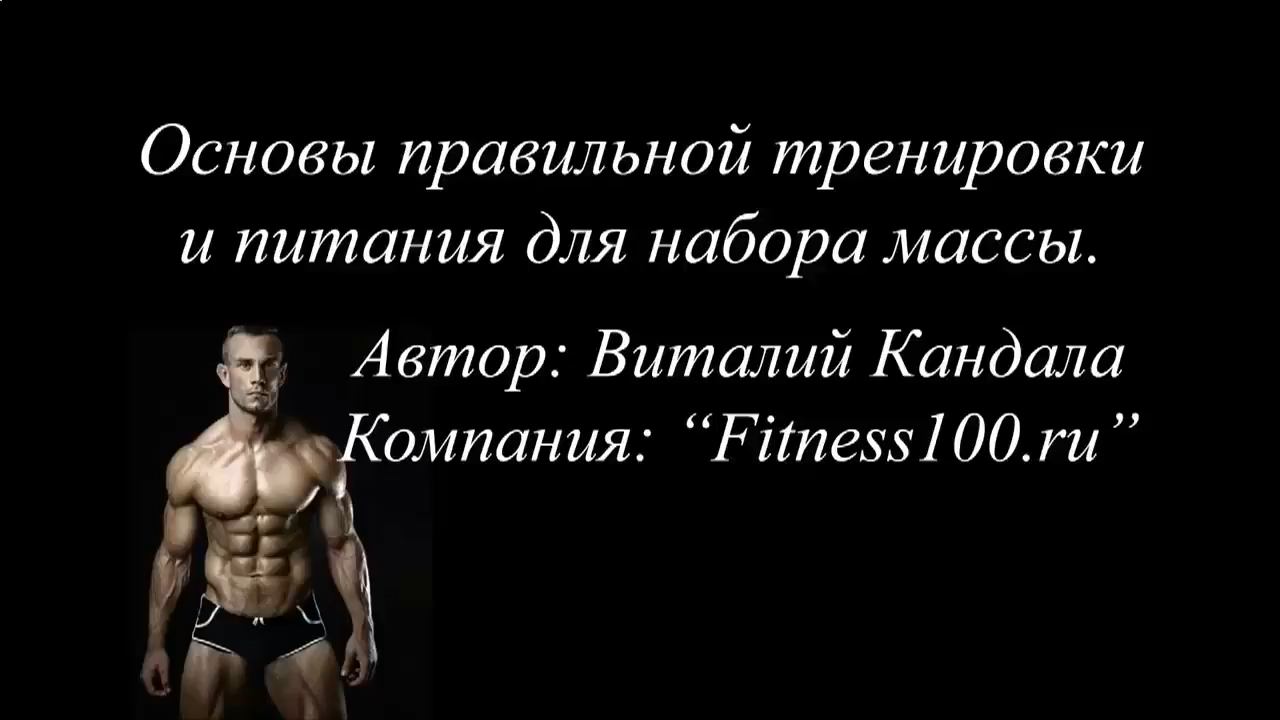 Основы правильной тренировки
и питания для набора массы.
Автор: Виталий Кандала
Компания: “Fitness100.ru”